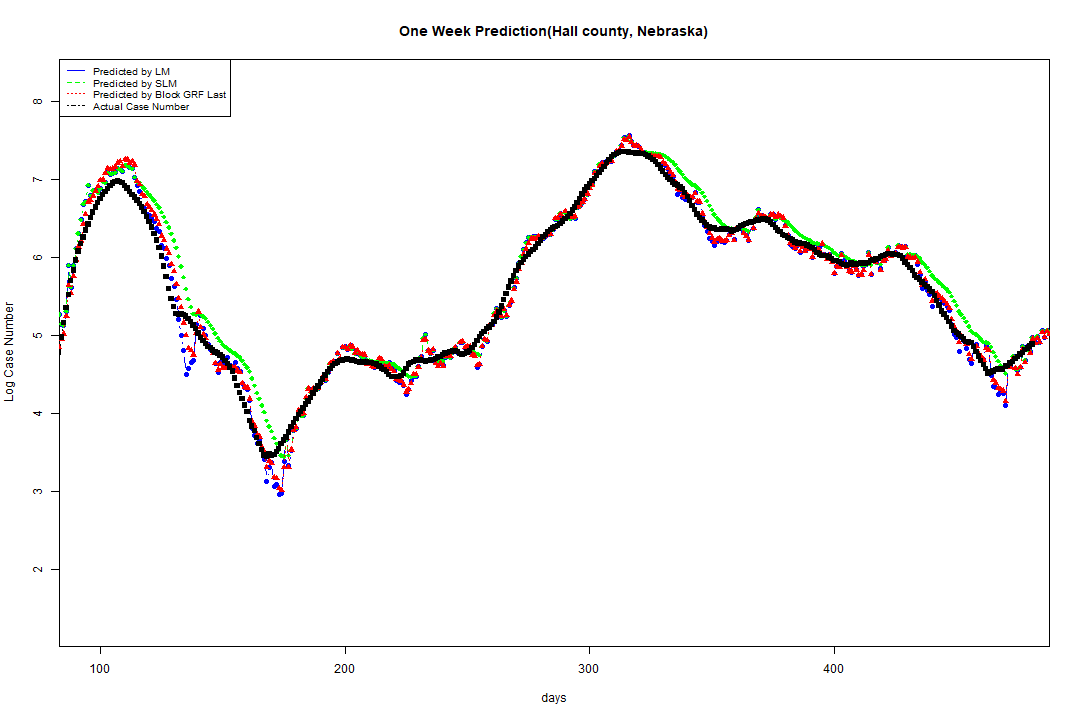 One Week Prediction(Hall county, Nebraska)
Predicted by LM
Predicted by SLM
Predicted by Block GRF Last
Actual Case Number
8
7
6
5
4
3
2
Log Case Number
100 200 300 400
days